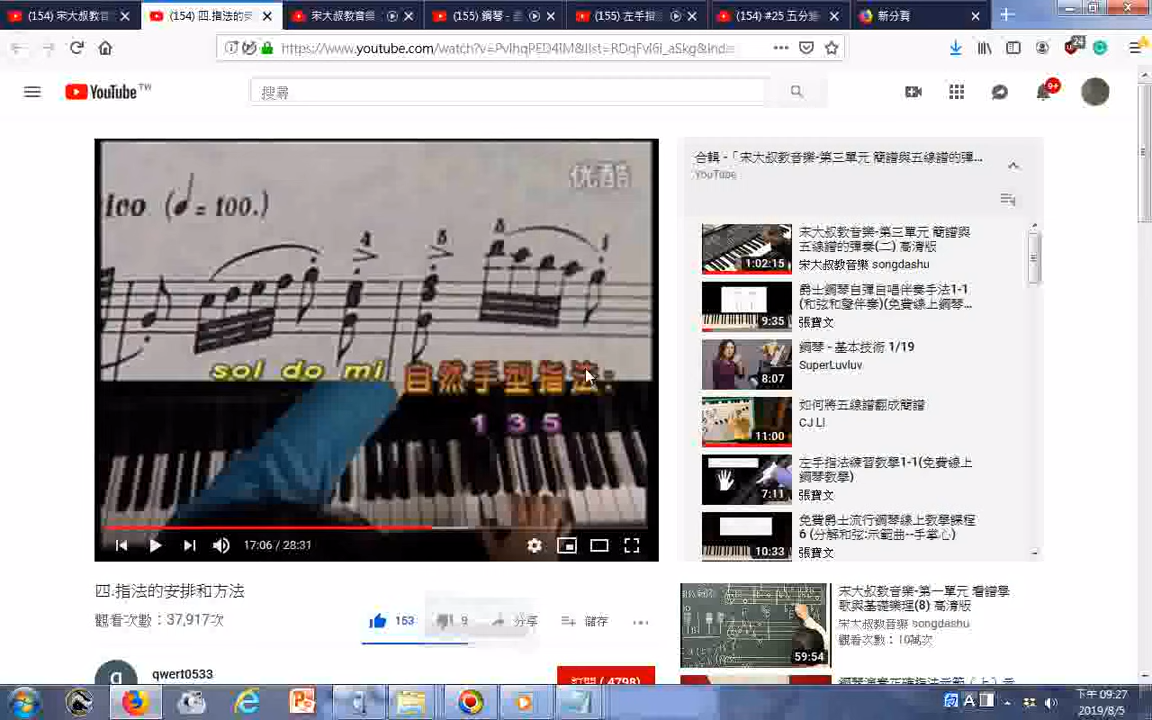 (154) 宋大叔教
(154) 四.指法的安
宋大叔教音樂
(155) 鋼琴 -
(155) 左手指
(154) #25 五分鐘
新分頁
https://www.youtube.com/watch?v=
24
YouTube TW
搜尋
9+
優酷
100.)
4
5
1
sol do mi 自然手型指法:
1 3 5
17:06 / 28:31
四.指法的安排和方法
觀看次數：37,917次
153
9
分享
儲存
qwert0533
訂閱 (4798)
合輯 -「宋大叔教音樂-第三單元 簡譜與五線譜的彈...
YouTube
宋大叔教音樂-第三單元 簡譜與
五線譜的彈奏(二) 高清版
宋大叔教音樂 songdashu
1:02:15
爵士鋼琴自彈自唱伴奏手法1-1
(和弦和聲伴奏)(免費線上鋼琴...
張寶文
9:35
鋼琴 - 基本技術 1/19
SuperLuvluv
8:07
如何將五線譜翻成簡譜
CJ LI
11:00
左手指法練習教學1-1(免費線上
鋼琴教學)
張寶文
7:11
免費爵士流行鋼琴線上教學課程
6 (分解和弦:示範曲--手掌心)
張寶文
10:33
宋大叔教音樂-第一單元 看譜學
歌與基礎樂理(8) 高清版
宋大叔教音樂 songdashu
觀看次數：10萬次
59:54
A
下午 09:27
2019/8/5